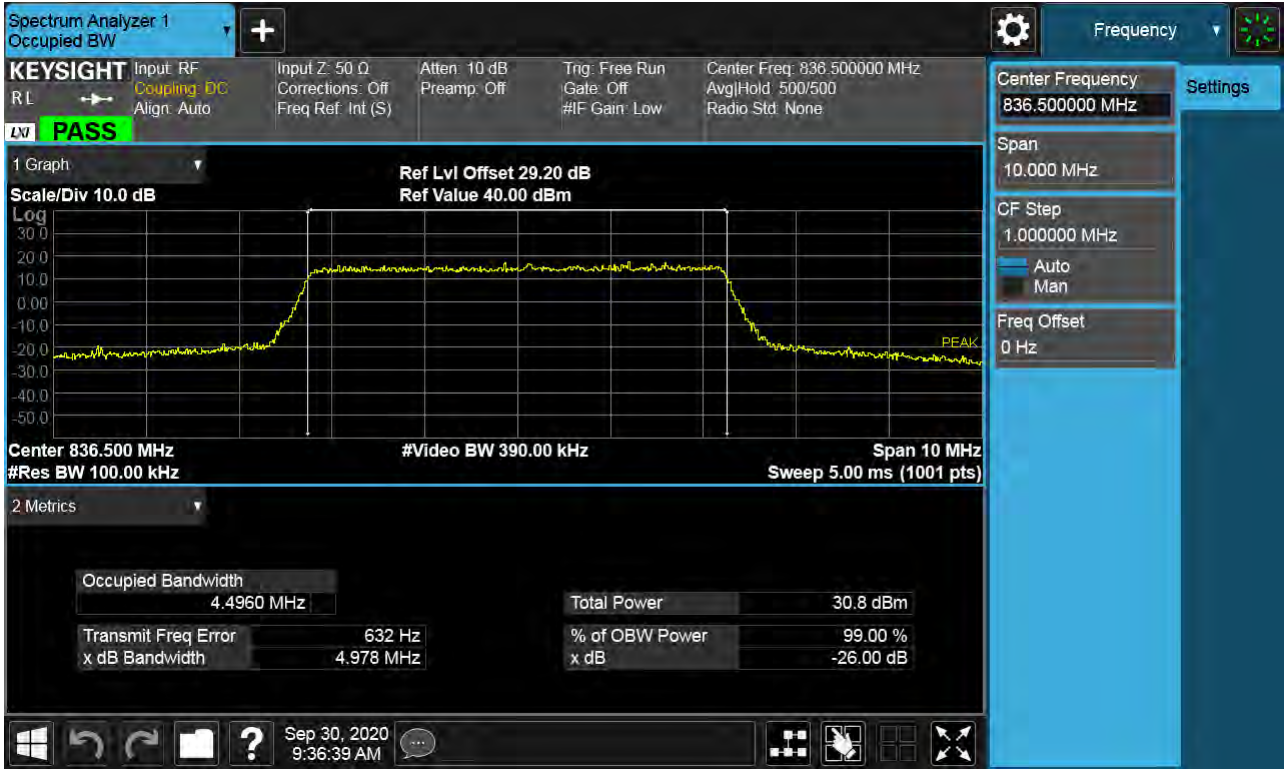 Spectrum Analyzer 1
Occupied BW
+
Frequency
KEYSIGHT
RL
LXI
PASS
Input: RF
Coupling: DC
Align: Auto
Input Z: 50 Ω
Corrections: Off
Freq Ref: Int (S)
Atten: 10 dB
Preamp: Off
Trig: Free Run
Gate: Off
#IF Gain: Low
Center Freq: 836.500000 MHz
Avg|Hold: 500/500
Radio Std: None
Center Frequency
836.500000 MHz
Settings
Span
10.000 MHz
CF Step
1.000000 MHz
Auto
Man
Freq Offset
0 Hz
1 Graph
Scale/Div 10.0 dB
Ref Lvl Offset 29.20 dB
Ref Value 40.00 dBm
Log
30.0
20.0
10.0
0.00
-10.0
-20.0
-30.0
-40.0
-50.0
PEAK
Center 836.500 MHz
#Video BW 390.00 kHz
Span 10 MHz
#Res BW 100.00 kHz
Sweep 5.00 ms (1001 pts)
2 Metrics
Occupied Bandwidth
4.4960 MHz
Total Power 30.8 dBm
Transmit Freq Error 632 Hz
% of OBW Power 99.00 %
x dB Bandwidth 4.978 MHz
x dB -26.00 dB
?
Sep 30, 2020
9:36:39 AM